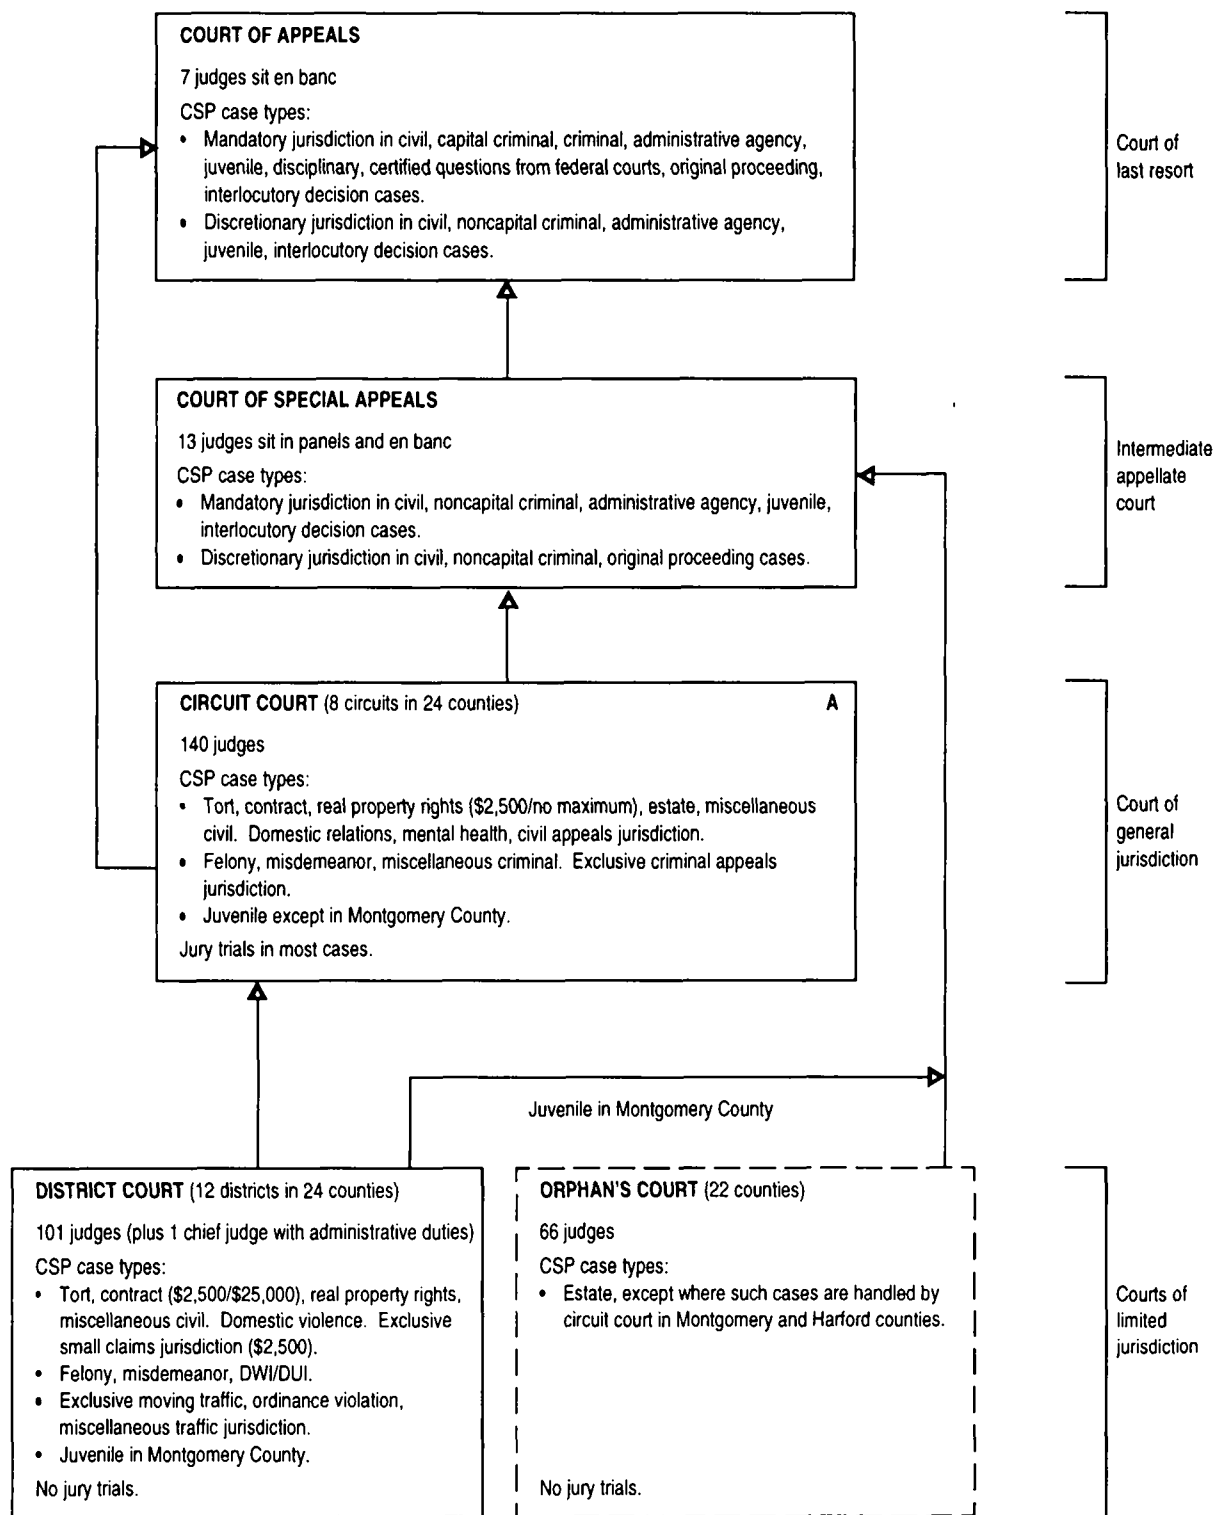 COURT OF APPEALS
7 judges sit en banc
CSP case types:
• Mandatory jurisdiction in civil, capital criminal, criminal, administrative agency,
juvenile, disciplinary, certified questions from federal courts, original proceeding,
interlocutory decision cases.
• Discretionary jurisdiction in civil, noncapital criminal, administrative agency,
juvenile, interlocutory decision cases.
Court of
last resort
COURT OF SPECIAL APPEALS
13 judges sit in panels and en banc
CSP case types:
• Mandatory jurisdiction in civil, noncapital criminal, administrative agency, juvenile,
interlocutory decision cases.
• Discretionary jurisdiction in civil, noncapital criminal, original proceeding cases.
Intermediate
appellate
court
CIRCUIT COURT (8 circuits in 24 counties) A
140 judges
CSP case types:
• Tort, contract, real property rights ($2,500/no maximum), estate, miscellaneous
civil. Domestic relations, mental health, civil appeals jurisdiction.
• Felony, misdemeanor, miscellaneous criminal. Exclusive criminal appeals
jurisdiction.
• Juvenile except in Montgomery County.
Jury trials in most cases.
Court of
general
jurisdiction
Juvenile in Montgomery County
DISTRICT COURT (12 districts in 24 counties)
101 judges (plus 1 chief judge with administrative duties)
CSP case types:
• Tort, contract ($2,500/$25,000), real property rights,
miscellaneous civil. Domestic violence. Exclusive
small claims jurisdiction ($2,500).
• Felony, misdemeanor, DWI/DUI.
• Exclusive moving traffic, ordinance violation,
miscellaneous traffic jurisdiction.
• Juvenile in Montgomery County.
No jury trials.
ORPHAN'S COURT (22 counties)
66 judges
CSP case types:
• Estate, except where such cases are handled by
circuit court in Montgomery and Harford counties.
No jury trials.
Courts of
limited
jurisdiction